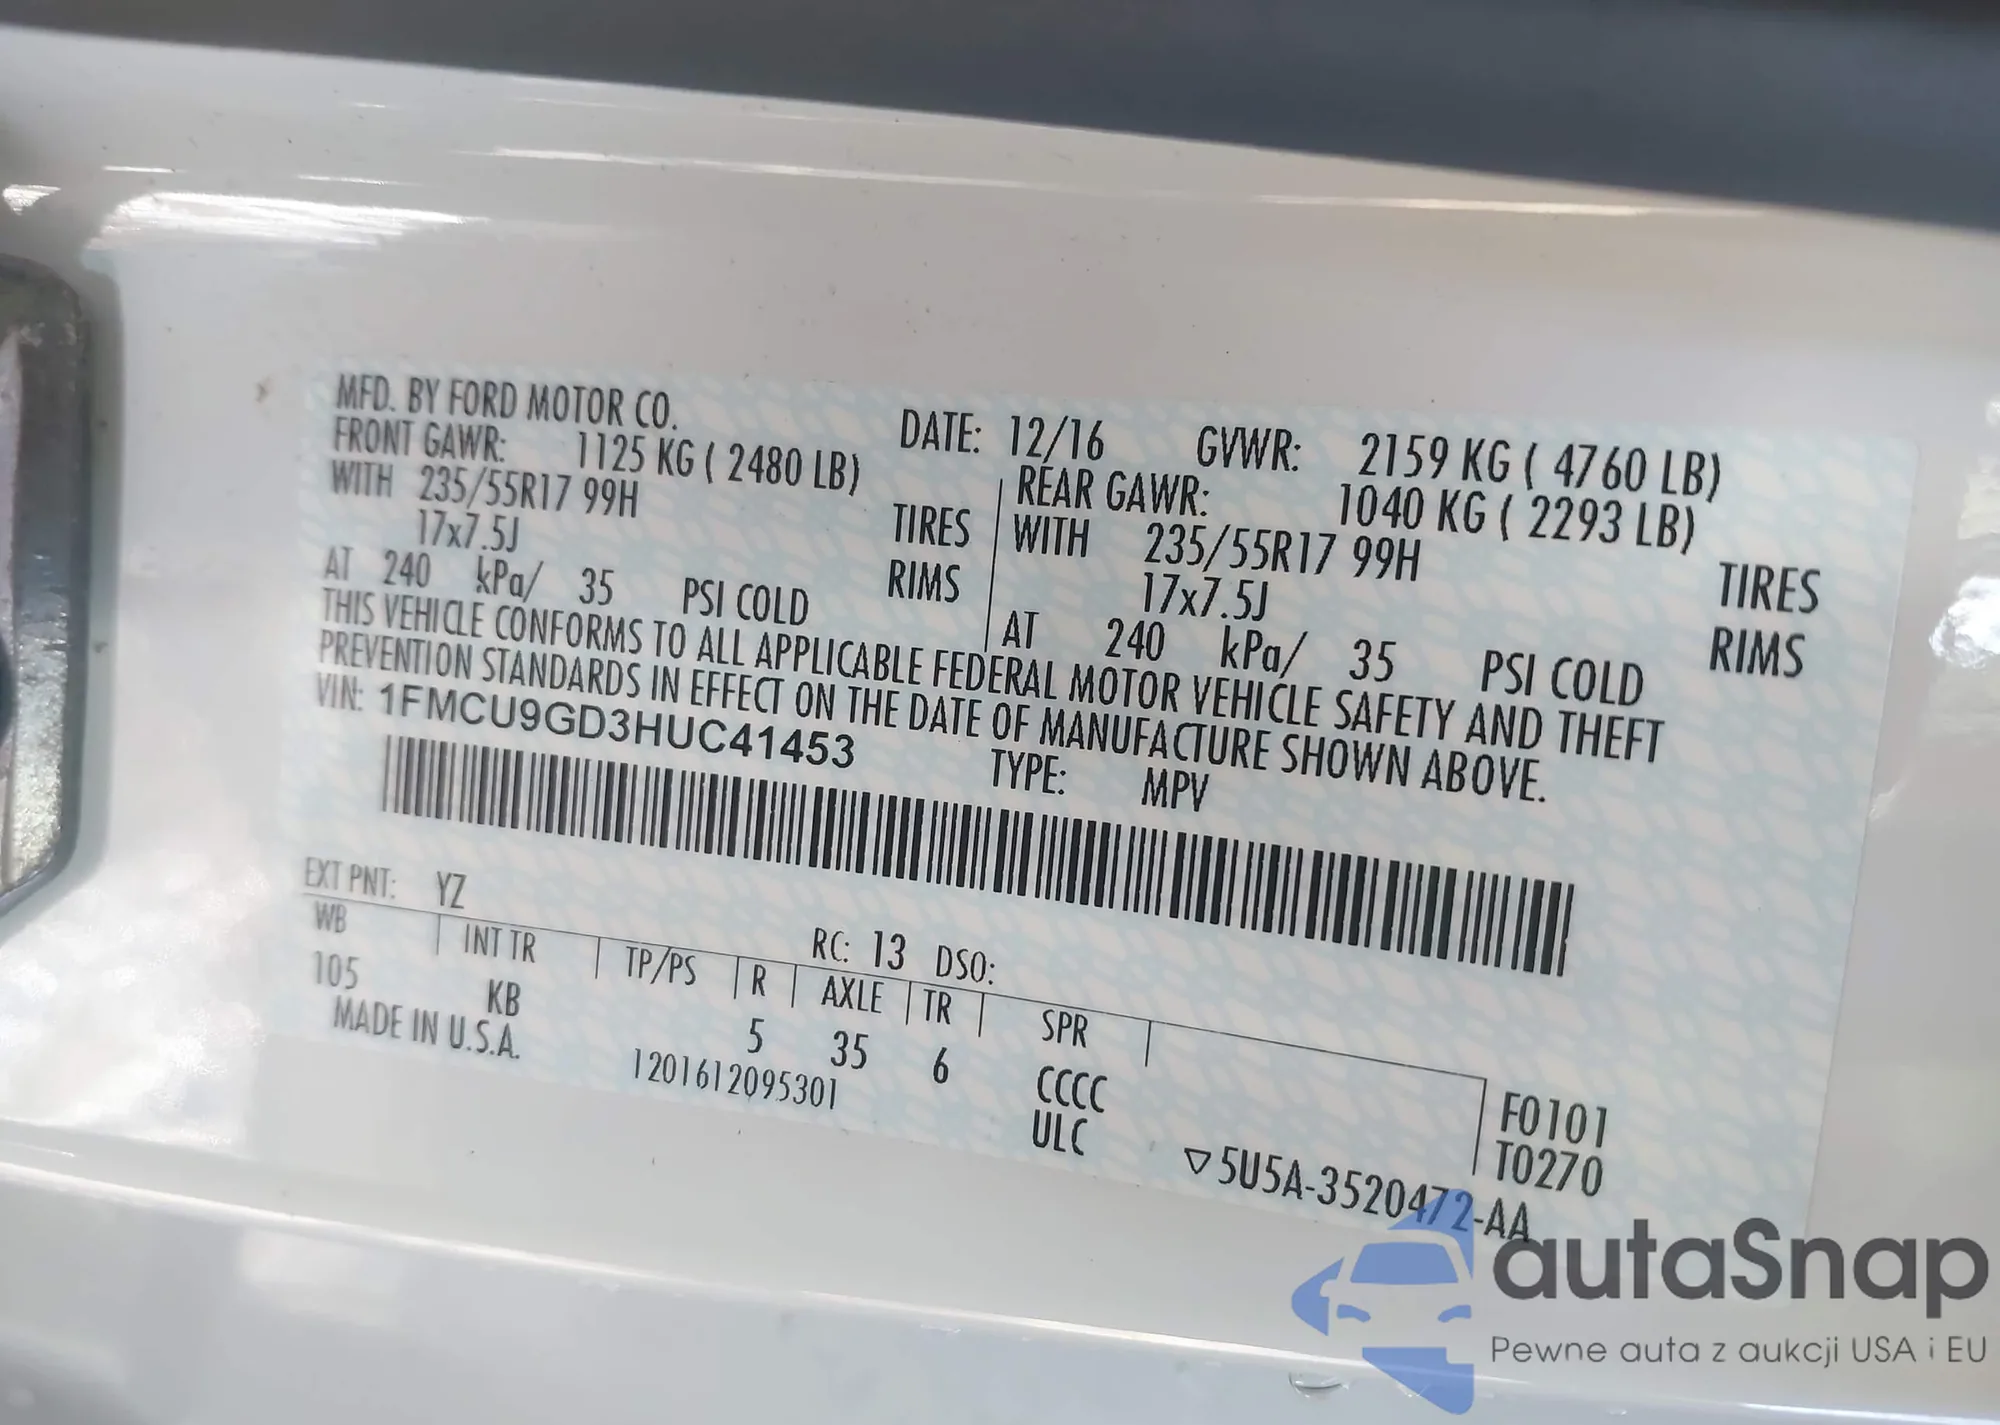 MFD. BY FORD MOTOR CO. DATE: 12/16 GVWR: 2159 KG ( 4760 LB)
FRONT GAWR: 1125 KG ( 2480 LB) REAR GAWR: 1040 KG ( 2293 LB)
WITH 235/55R17 99H TIRES WITH 235/55R17 99H TIRES
17x7.5J RIMS 17x7.5J RIMS
AT 240 kPa/ 35 PSI COLD AT 240 kPa/ 35 PSI COLD
THIS VEHICLE CONFORMS TO ALL APPLICABLE FEDERAL MOTOR VEHICLE SAFETY AND THEFT
PREVENTION STANDARDS IN EFFECT ON THE DATE OF MANUFACTURE SHOWN ABOVE.
VIN: 1FMCU9GD3HUC41453 TYPE: MPV
EXT PNT: YZ RC: 13 DSO:
WB INT TR TP/PS R AXLE TR SPR
105 KB 5 35 6 CCCC F0101
ULC T0270
MADE IN U.S.A. 1201612095301 ▽5U5A-3520472-AA
autaSnap
Pewne auta z aukcji USA i EU